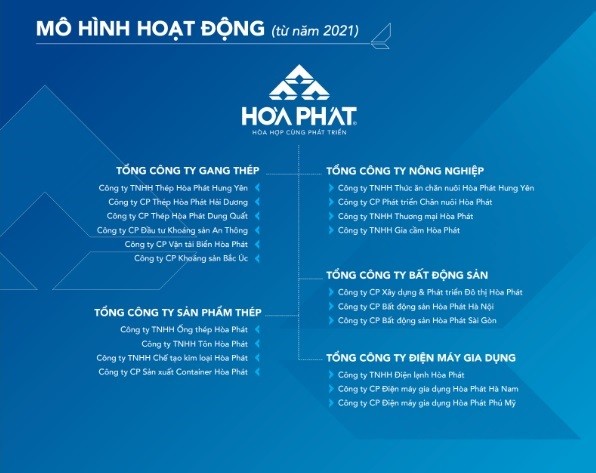 MÔ HÌNH HOẠT ĐỘNG (từ năm 2021)
HÒA PHÁT®
HÒA HỢP CÙNG PHÁT TRIỂN
TỔNG CÔNG TY GANG THÉP
Công ty TNHH Thép Hòa Phát Hưng Yên
Công ty CP Thép Hòa Phát Hải Dương
Công ty CP Thép Hòa Phát Dung Quất
Công ty CP Đầu tư Khoáng sản An Thông
Công ty CP Vận tải Biển Hòa Phát
Công ty CP Khoáng sản Bắc Úc
TỔNG CÔNG TY SẢN PHẨM THÉP
Công ty TNHH Ống thép Hòa Phát
Công ty TNHH Tôn Hòa Phát
Công ty TNHH Chế tạo kim loại Hòa Phát
Công ty CP Sản xuất Container Hòa Phát
TỔNG CÔNG TY NÔNG NGHIỆP
Công ty TNHH Thức ăn chăn nuôi Hòa Phát Hưng Yên
Công ty CP Phát triển Chăn nuôi Hòa Phát
Công ty TNHH Thương mại Hòa Phát
Công ty TNHH Gia cầm Hòa Phát
TỔNG CÔNG TY BẤT ĐỘNG SẢN
Công ty CP Xây dựng & Phát triển Đô thị Hòa Phát
Công ty CP Bất động sản Hòa Phát Hà Nội
Công ty CP Bất động sản Hòa Phát Sài Gòn
TỔNG CÔNG TY ĐIỆN MÁY GIA DỤNG
Công ty TNHH Điện lạnh Hòa Phát
Công ty CP Điện máy gia dụng Hòa Phát Hà Nam
Công ty CP Điện máy gia dụng Hòa Phát Phú Mỹ